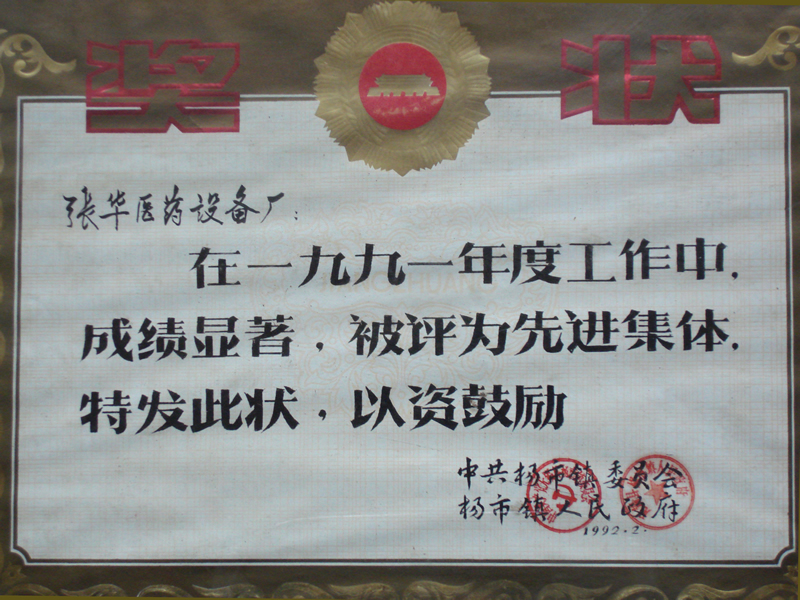 奖状
张华医药设备厂：
在一九九一年度工作中，
成绩显著，被评为先进集体，
特发此状，以资鼓励
中共杨市镇委员会
杨市镇人民政府
1992.2.